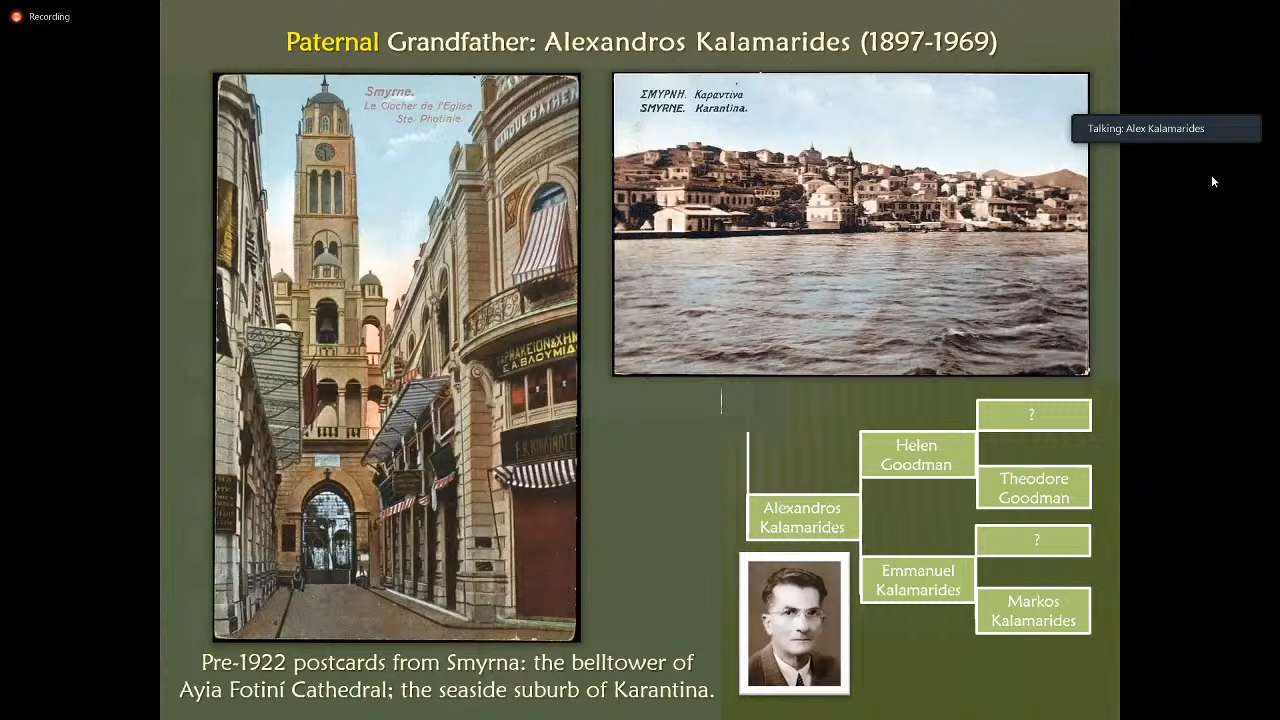 Recording
Paternal Grandfather: Alexandros Kalamarides (1897-1969)
Smyrne.
Le Clocher de l'Eglise
Ste. Photinie.
ΣΜΥΡΝΗ. Καραντίνα
SMYRNE. Karantina.
Talking: Alex Kalamarides
?
Helen
Goodman
Theodore
Goodman
Alexandros
Kalamarides
?
Emmanuel
Kalamarides
Markos
Kalamarides
Pre-1922 postcards from Smyrna: the belltower of
Ayia Fotiní Cathedral; the seaside suburb of Karantina.